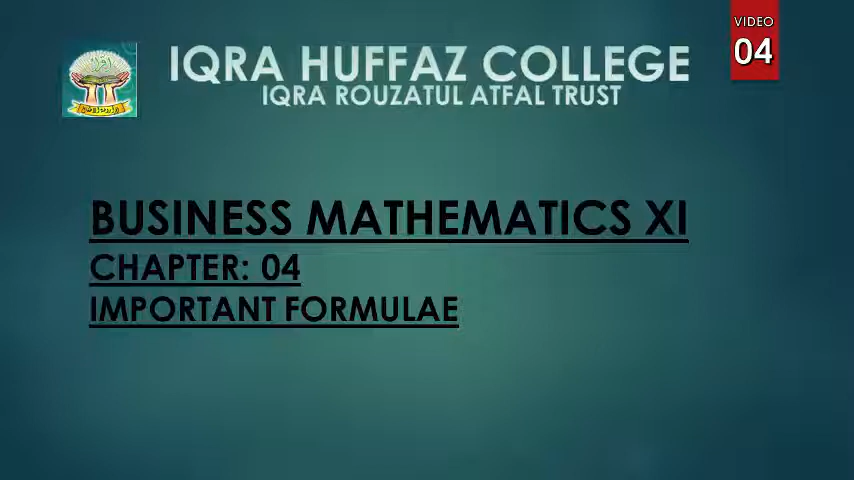 VIDEO
04
IQRA HUFFAZ COLLEGE
IQRA ROUZATUL ATFAL TRUST
BUSINESS MATHEMATICS XI
CHAPTER: 04
IMPORTANT FORMULAE